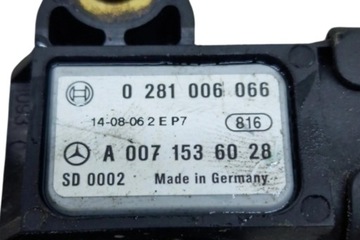 0 281 006 066
14-08-06 2 E P7 816
A 007 153 60 28
SD 0002 Made in Germany